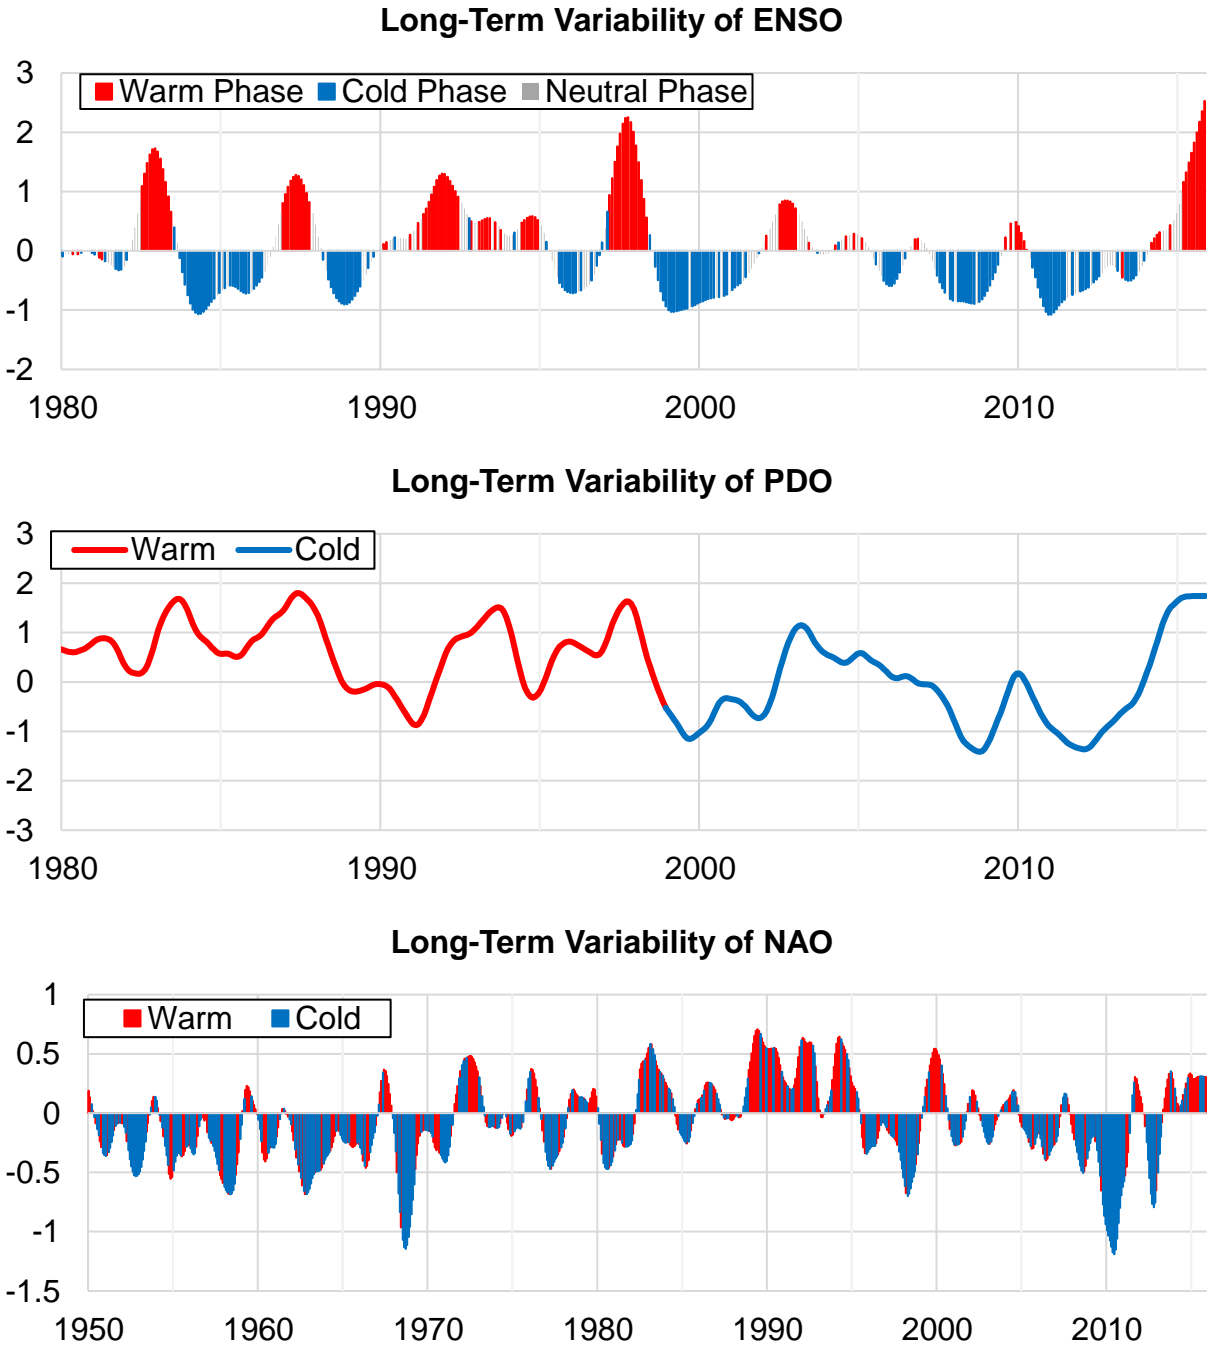 Long-Term Variability of ENSO
3
Warm Phase Cold Phase Neutral Phase
2
1
0
-1
-2
1980 1990 2000 2010
Long-Term Variability of PDO
3
Warm Cold
2
1
0
-1
-2
-3
1980 1990 2000 2010
Long-Term Variability of NAO
1
Warm Cold
0.5
0
-0.5
-1
-1.5
1950 1960 1970 1980 1990 2000 2010